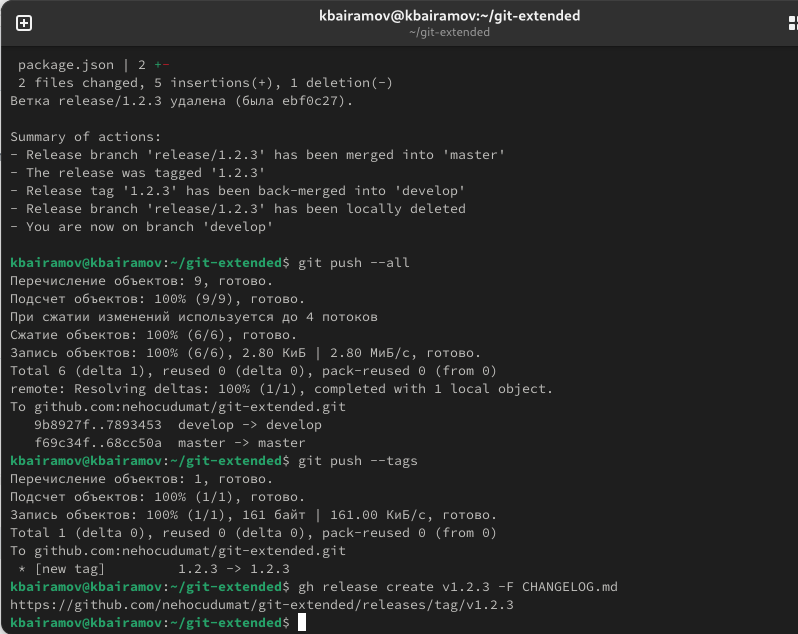 kbairamov@kbairamov:~/git-extended
~/git-extended
package.json | 2 +-
2 files changed, 5 insertions(+), 1 deletion(-)
Ветка release/1.2.3 удалена (была ebf0c27).
Summary of actions:
- Release branch 'release/1.2.3' has been merged into 'master'
- The release was tagged '1.2.3'
- Release tag '1.2.3' has been back-merged into 'develop'
- Release branch 'release/1.2.3' has been locally deleted
- You are now on branch 'develop'
kbairamov@kbairamov:~/git-extended$ git push --all
Перечисление объектов: 9, готово.
Подсчет объектов: 100% (9/9), готово.
При сжатии изменений используется до 4 потоков
Сжатие объектов: 100% (6/6), готово.
Запись объектов: 100% (6/6), 2.80 КиБ | 2.80 МиБ/с, готово.
Total 6 (delta 1), reused 0 (delta 0), pack-reused 0 (from 0)
remote: Resolving deltas: 100% (1/1), completed with 1 local object.
To github.com:nehocudumat/git-extended.git
9b8927f..7893453  develop -> develop
f69c34f..68cc50a  master -> master
kbairamov@kbairamov:~/git-extended$ git push --tags
Перечисление объектов: 1, готово.
Подсчет объектов: 100% (1/1), готово.
Запись объектов: 100% (1/1), 161 байт | 161.00 КиБ/с, готово.
Total 1 (delta 0), reused 0 (delta 0), pack-reused 0 (from 0)
To github.com:nehocudumat/git-extended.git
* [new tag]         1.2.3 -> 1.2.3
kbairamov@kbairamov:~/git-extended$ gh release create v1.2.3 -F CHANGELOG.md
https://github.com/nehocudumat/git-extended/releases/tag/v1.2.3
kbairamov@kbairamov:~/git-extended$